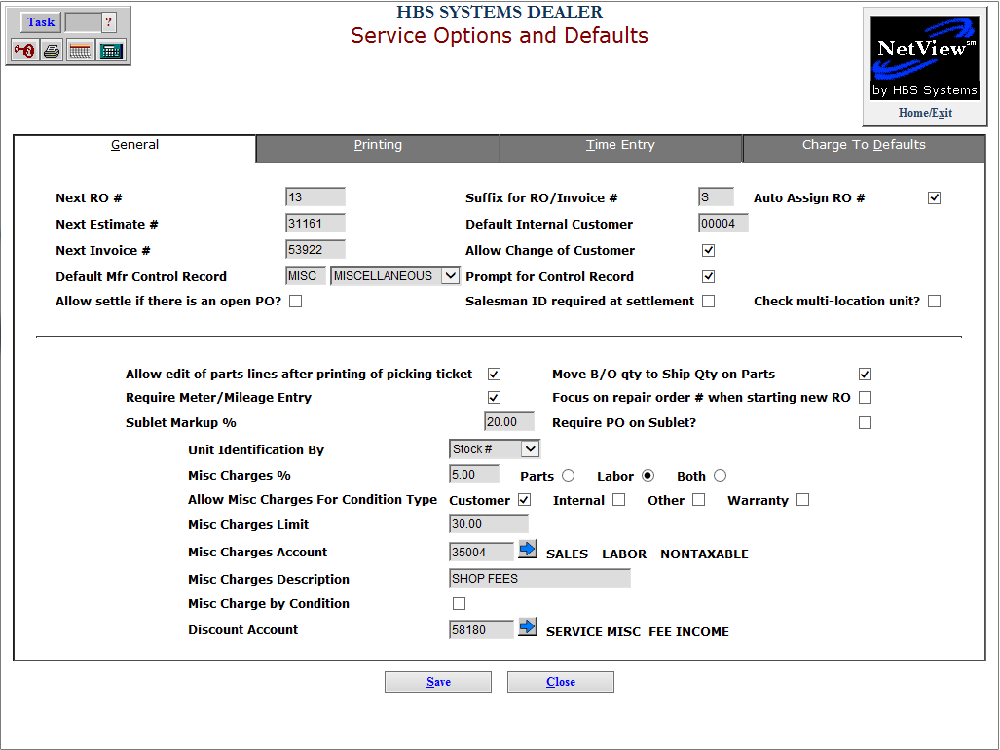 HBS SYSTEMS DEALER
Service Options and Defaults
Task ?
NetView℠
by HBS Systems
Home/Exit
General Printing Time Entry Charge To Defaults
Next RO # 13 Suffix for RO/Invoice # S Auto Assign RO #
Next Estimate # 31161 Default Internal Customer 00004
Next Invoice # 53922 Allow Change of Customer
Default Mfr Control Record MISC MISCELLANEOUS Prompt for Control Record
Allow settle if there is an open PO? Salesman ID required at settlement Check multi-location unit?
Allow edit of parts lines after printing of picking ticket Move B/O qty to Ship Qty on Parts
Require Meter/Mileage Entry Focus on repair order # when starting new RO
Sublet Markup % 20.00 Require PO on Sublet?
Unit Identification By Stock #
Misc Charges % 5.00 Parts Labor Both
Allow Misc Charges For Condition Type Customer Internal Other Warranty
Misc Charges Limit 30.00
Misc Charges Account 35004 SALES - LABOR - NONTAXABLE
Misc Charges Description SHOP FEES
Misc Charge by Condition
Discount Account 58180 SERVICE MISC FEE INCOME
Save Close